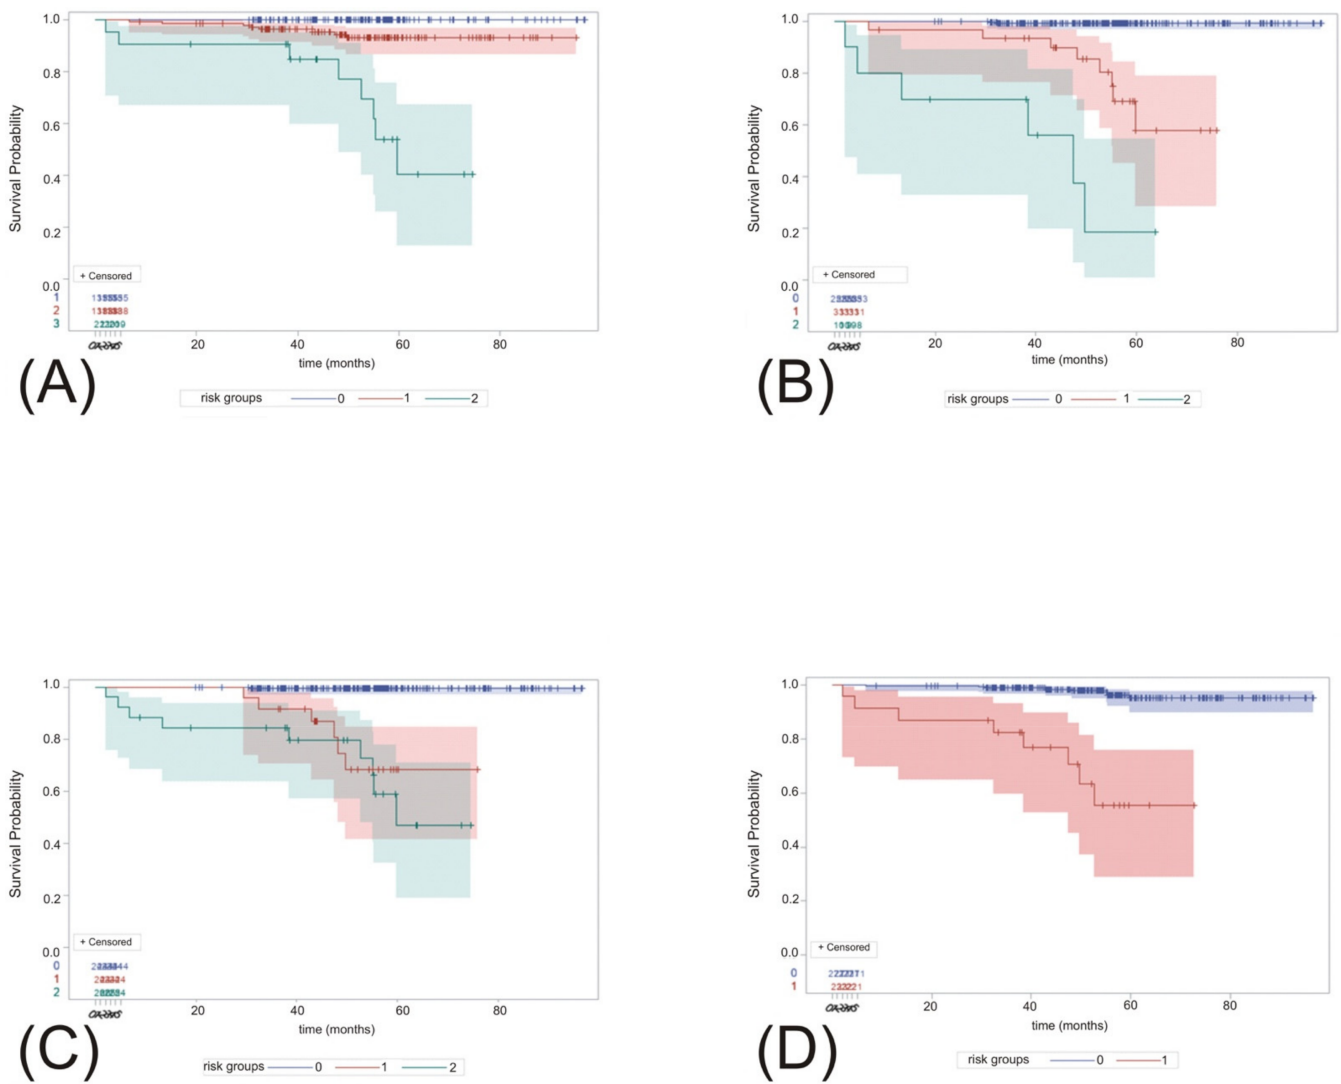 1.0
0.8
0.6
0.4
0.2
0.0
Survival Probability
+ Censored
1
2
3
20 40 60 80
time (months)
(A)
risk groups 0 1 2
1.0
0.8
0.6
0.4
0.2
0.0
Survival Probability
+ Censored
0
1
2
20 40 60 80
time (months)
(B)
risk groups 0 1 2
1.0
0.8
0.6
0.4
0.2
0.0
Survival Probability
+ Censored
0
1
2
20 40 60 80
time (months)
(C)
risk groups 0 1 2
1.0
0.8
0.6
0.4
0.2
0.0
Survival Probability
+ Censored
0
1
20 40 60 80
time (months)
(D)
risk groups 0 1